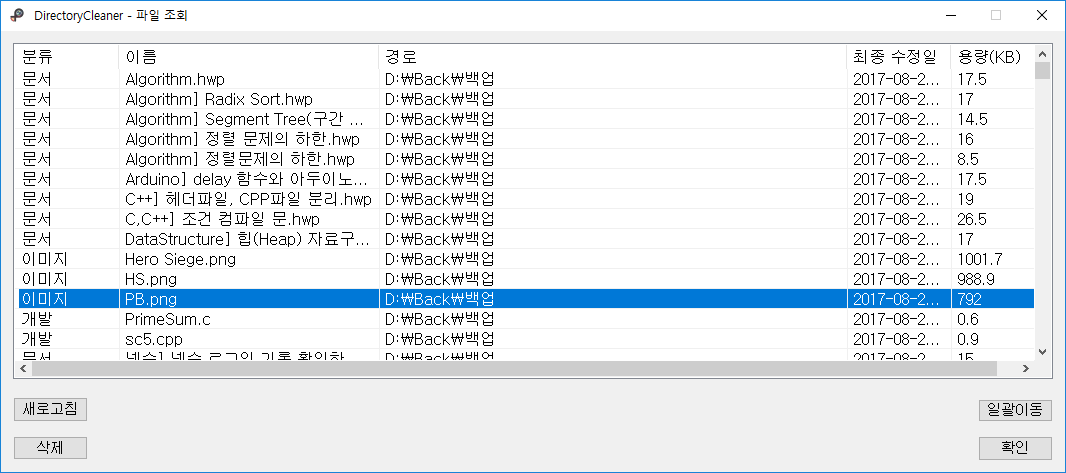 DirectoryCleaner - 파일 조회
분류 이름 경로 최종 수정일 용량(KB)
문서 Algorithm.hwp D:₩Back₩백업 2017-08-2... 17.5
문서 Algorithm] Radix Sort.hwp D:₩Back₩백업 2017-08-2... 17
문서 Algorithm] Segment Tree(구간 ... D:₩Back₩백업 2017-08-2... 14.5
문서 Algorithm] 정렬 문제의 하한.hwp D:₩Back₩백업 2017-08-2... 16
문서 Algorithm] 정렬문제의 하한.hwp D:₩Back₩백업 2017-08-2... 8.5
문서 Arduino] delay 함수와 아두이노... D:₩Back₩백업 2017-08-2... 17.5
문서 C++] 헤더파일, CPP파일 분리.hwp D:₩Back₩백업 2017-08-2... 19
문서 C,C++] 조건 컴파일 문.hwp D:₩Back₩백업 2017-08-2... 26.5
문서 DataStructure] 힙(Heap) 자료구... D:₩Back₩백업 2017-08-2... 17
이미지 Hero Siege.png D:₩Back₩백업 2017-08-2... 1001.7
이미지 HS.png D:₩Back₩백업 2017-08-2... 988.9
이미지 PB.png D:₩Back₩백업 2017-08-2... 792
개발 PrimeSum.c D:₩Back₩백업 2017-08-2... 0.6
개발 sc5.cpp D:₩Back₩백업 2017-08-2... 0.9
문서 넥슨] 넥슨 로그인 기록 확인하... D:₩Back₩백업 2017-08-2... 15
새로고침 일괄이동
삭제 확인